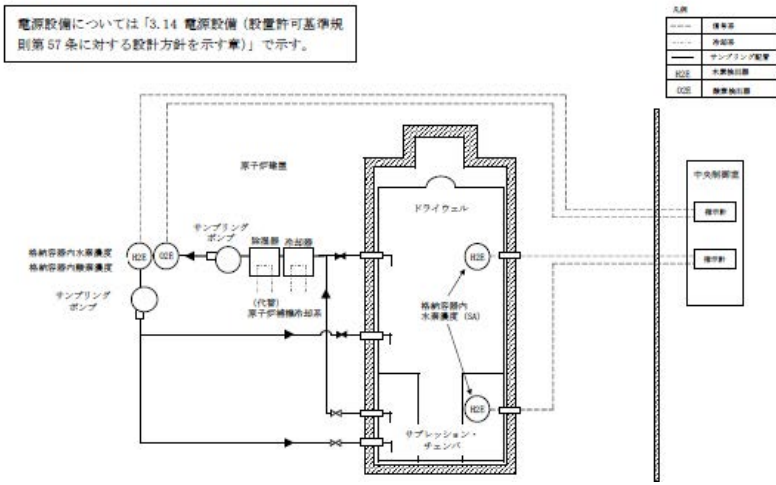 電源設備については「3.14 電源設備（設置許可基準規
則第57条に対する設計方針を示す章）」で示す。
凡例
信号系
冷却系
サンプリング配管
H2E 水素検出器
O2E 酸素検出器
原子炉建屋
ドライウェル
中央制御室
指示計
指示計
サンプリング
ポンプ
除湿器
冷却器
格納容器内水素濃度
格納容器内酸素濃度
H2E
O2E
H2E
サンプリング
ポンプ
(代替)
原子炉補機冷却系
格納容器内
水素濃度 (SA)
H2E
サプレッション・
チェンバ